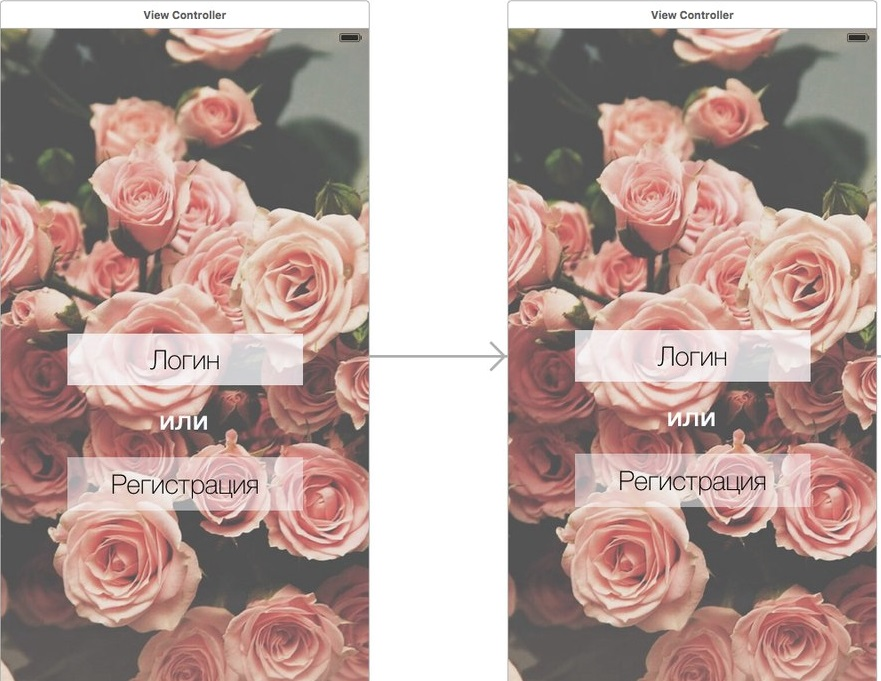 View Controller
Логин
или
Регистрация
View Controller
Логин
или
Регистрация